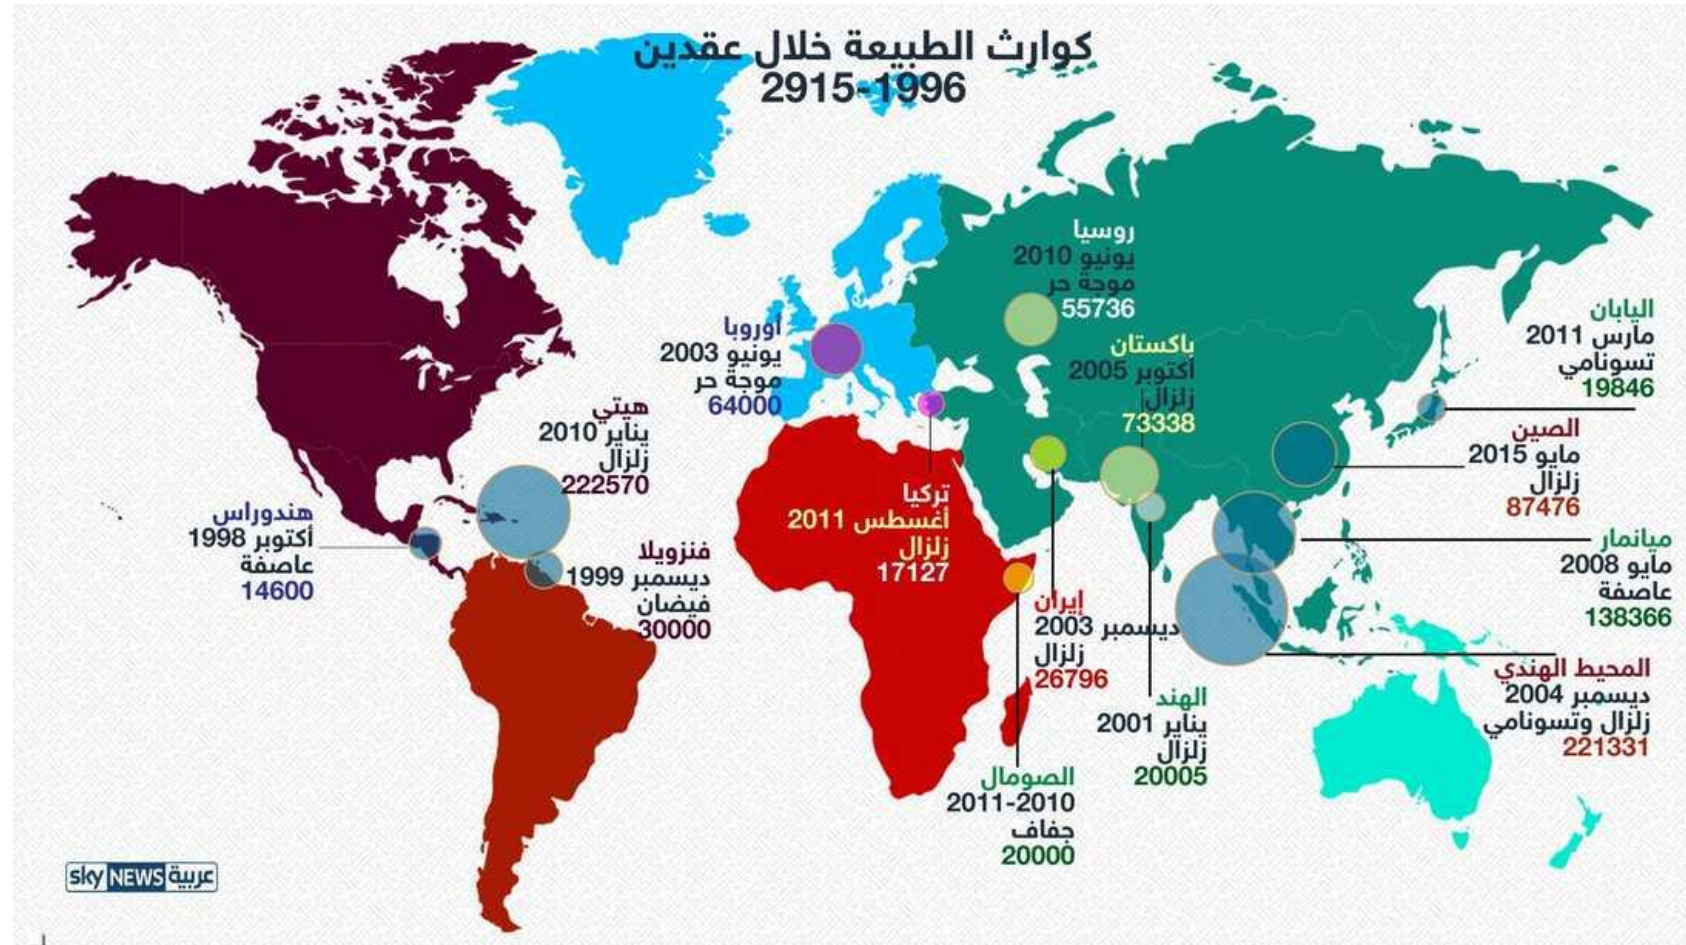 كوارث الطبيعة خلال عقدين
2915-1996
روسيا
يونيو 2010
موجة حر
55736
اليابان
مارس 2011
تسونامي
19846
أوروبا
يونيو 2003
موجة حر
64000
باكستان
أكتوبر 2005
زلزال
73338
هيتي
يناير 2010
زلزال
222570
الصين
مايو 2015
زلزال
87476
تركيا
أغسطس 2011
زلزال
17127
هندوراس
أكتوبر 1998
عاصفة
14600
ميانمار
مايو 2008
عاصفة
138366
فنزويلا
ديسمبر 1999
فيضان
30000
إيران
ديسمبر 2003
زلزال
26796
المحيط الهندي
ديسمبر 2004
زلزال وتسونامي
221331
الهند
يناير 2001
زلزال
20005
الصومال
2011-2010
جفاف
20000
sky NEWS عربية